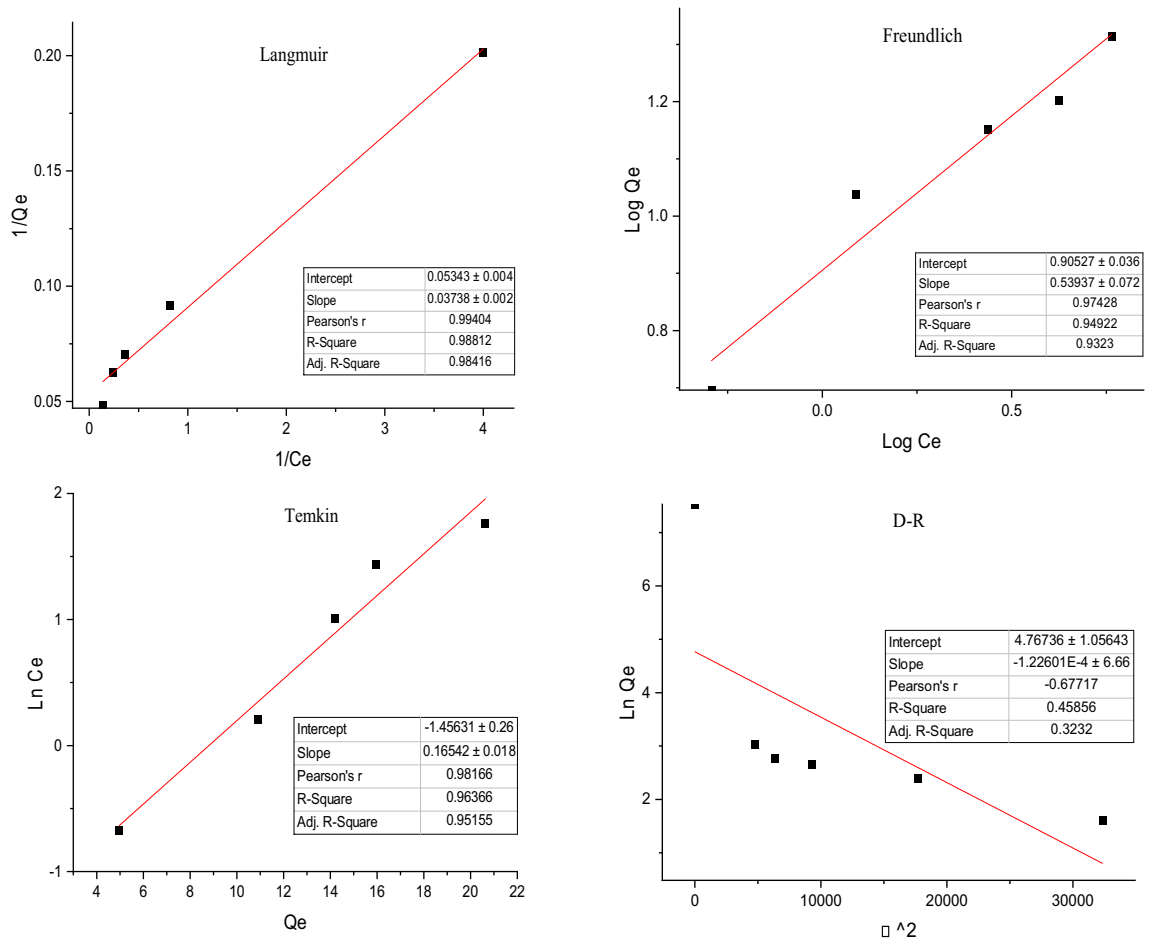 Langmuir
1/Qe
0.20
0.15
0.10
0.05
0 1 2 3 4
1/Ce
Intercept 0.05343 ± 0.004
Slope 0.03738 ± 0.002
Pearson's r 0.99404
R-Square 0.98812
Adj. R-Square 0.98416
Freundlich
Log Qe
1.2
1.0
0.8
0.0 0.5
Log Ce
Intercept 0.90527 ± 0.036
Slope 0.53937 ± 0.072
Pearson's r 0.97428
R-Square 0.94922
Adj. R-Square 0.9323
Temkin
Ln Ce
2
1
0
-1
4 6 8 10 12 14 16 18 20 22
Qe
Intercept -1.45631 ± 0.26
Slope 0.16542 ± 0.018
Pearson's r 0.98166
R-Square 0.96366
Adj. R-Square 0.95155
D-R
Ln Qe
6
4
2
0 10000 20000 30000
▯ ^2
Intercept 4.76736 ± 1.05643
Slope -1.22601E-4 ± 6.66
Pearson's r -0.67717
R-Square 0.45856
Adj. R-Square 0.3232